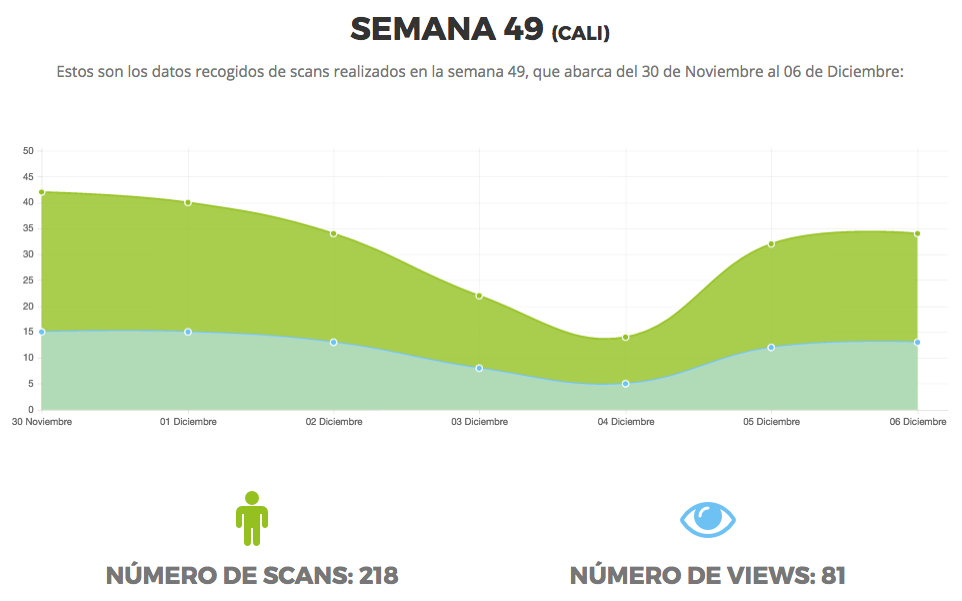 SEMANA 49 (CALI)
Estos son los datos recogidos de scans realizados en la semana 49, que abarca del 30 de Noviembre al 06 de Diciembre:
50
45
40
35
30
25
20
15
10
5
0
30 Noviembre 01 Diciembre 02 Diciembre 03 Diciembre 04 Diciembre 05 Diciembre 06 Diciembre
NÚMERO DE SCANS: 218 NÚMERO DE VIEWS: 81